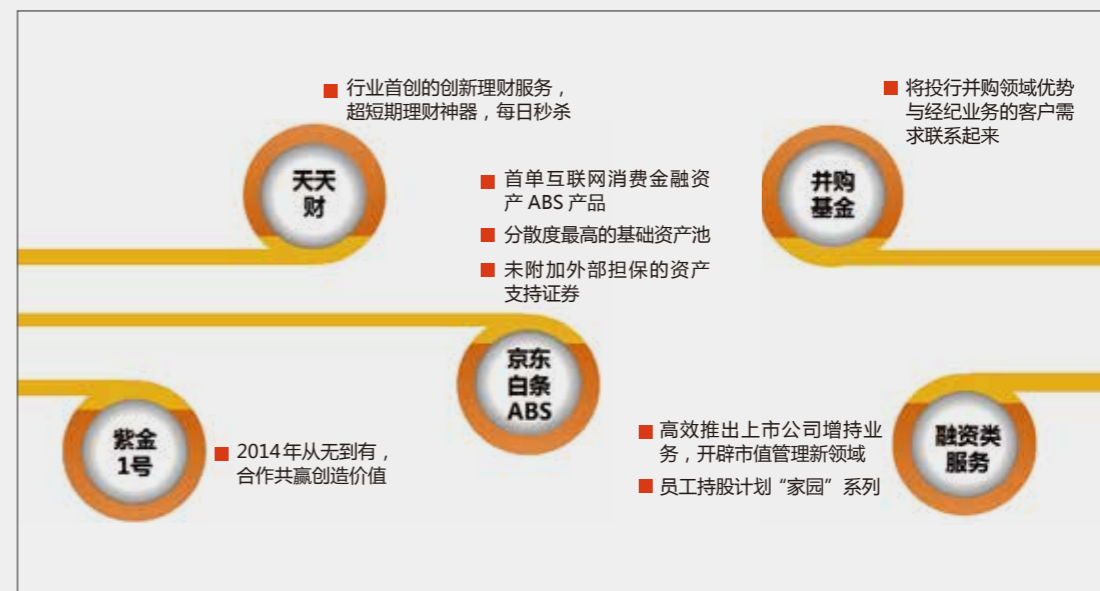 行业首创的创新理财服务，
超短期理财神器，每日秒杀
天天
财
首单互联网消费金融资
产 ABS 产品
分散度最高的基础资产池
未附加外部担保的资产
支持证券
京东
白条
ABS
将投行并购领域优势
与经纪业务的客户需
求联系起来
并购
基金
紫金
1号
2014年从无到有，
合作共赢创造价值
高效推出上市公司增持业
务，开辟市值管理新领域
员工持股计划“家园”系列
融资类
服务